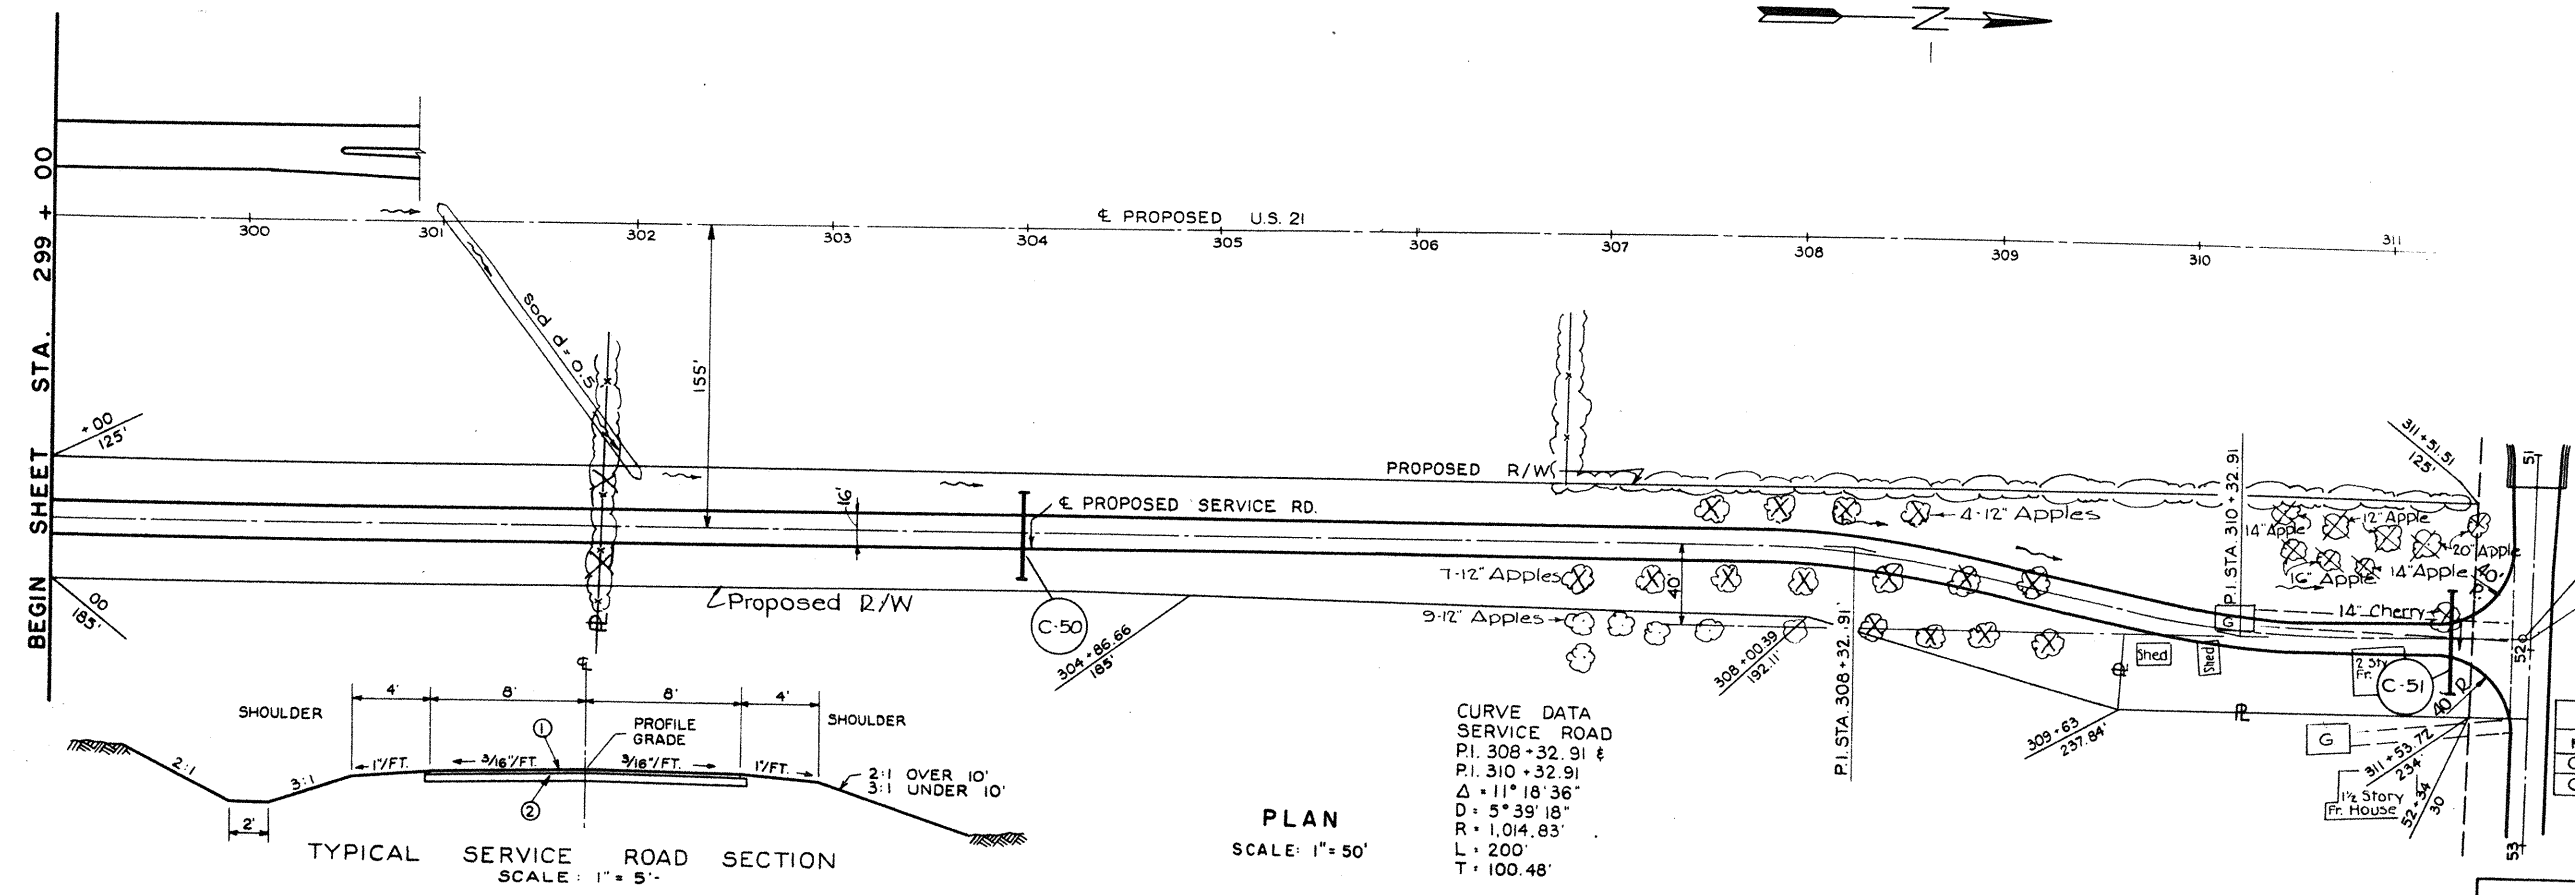 N
BEGIN SHEET STA. 299 + 00
℄ PROPOSED U.S. 21
300
301
302
303
304
305
306
307
308
309
310
311
Sod d = 0.5
155'
+00
125'
00
185'
16'
PROPOSED R/W
℄ PROPOSED SERVICE RD.
4-12" Apples
7-12" Apples
9-12" Apples
40'
Proposed R/W
C-50
304+86.66
185'
308+00.39
192.11'
P.I. STA. 308+32.91'
P.I. STA. 310+32.91
311+51.51
125'
14" Apple
12" Apple
20" Apple
16" Apple
14" Apple
14" Cherry
G
Shed
Shed
2 Sty
Fr.
C-51
40' R
40' R
51
52
53
309+63
237.84'
G
311+53.72
234'
52+34
30
1½ Story
Fr. House
℄
4'
8'
8'
4'
SHOULDER
PROFILE
GRADE
SHOULDER
1
2
2:1
3:1
1"/FT.
3/16"/FT.
3/16"/FT.
1"/FT.
2:1 OVER 10'
3:1 UNDER 10'
2'
TYPICAL SERVICE ROAD SECTION
SCALE: 1" = 5'-
PLAN
SCALE: 1" = 50'
CURVE DATA
SERVICE ROAD
P.I. 308+32.91 &
P.I. 310+32.91
Δ = 11° 18' 36"
D = 5° 39' 18"
R = 1,014.83'
L = 200'
T = 100.48'